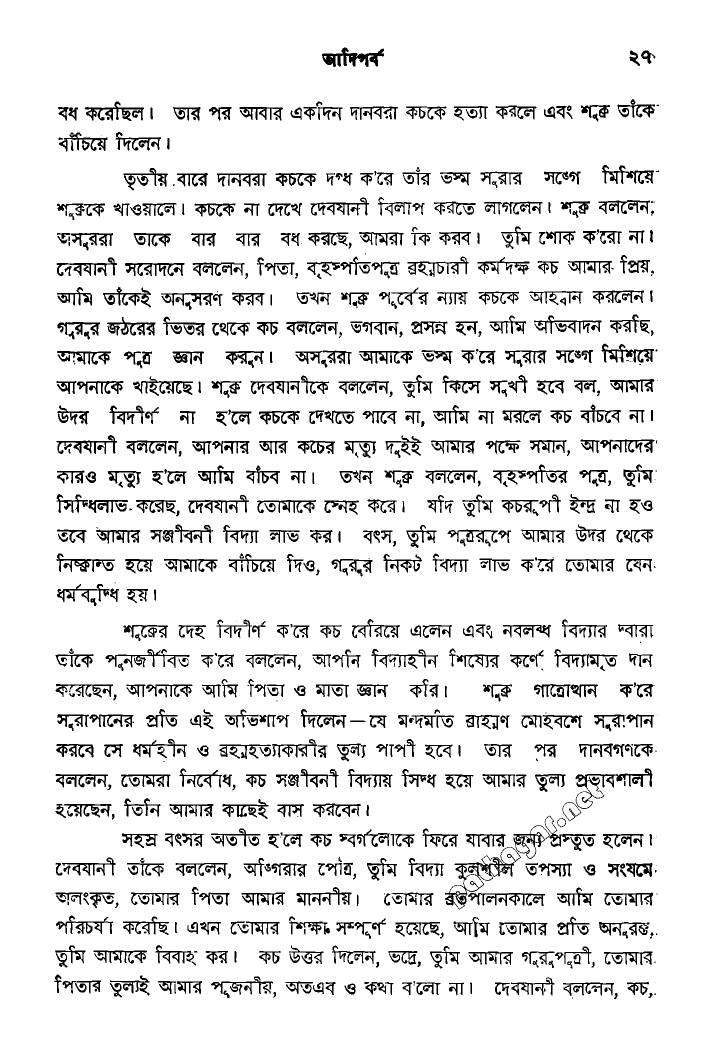 আদিপর্ব ২৭
বধ করেছিল। তার পর আবার একদিন দানবরা কচকে হত্যা করলে এবং শুক্র তাঁকে
বাঁচিয়ে দিলেন।
তৃতীয় বারে দানবরা কচকে দগ্ধ ক'রে তাঁর ভস্ম সুরার সঙ্গে মিশিয়ে
শুক্রকে খাওয়ালে। কচকে না দেখে দেবযানী বিলাপ করতে লাগলেন। শুক্র বললেন,
অসুররা তাকে বার বার বধ করছে, আমরা কি করব। তুমি শোক ক'রো না।
দেবযানী সরোদনে বললেন, পিতা, বৃহস্পতিপুত্র ব্রহ্মচারী কর্মদক্ষ কচ আমার প্রিয়,
আমি তাঁকেই অনুসরণ করব। তখন শুক্র পূর্বের ন্যায় কচকে আহ্বান করলেন।
গুরুর জঠরের ভিতর থেকে কচ বললেন, ভগবান, প্রসন্ন হন, আমি অভিবাদন করছি,
আমাকে পুত্র জ্ঞান করুন। অসুররা আমাকে ভস্ম ক'রে সুরার সঙ্গে মিশিয়ে
আপনাকে খাইয়েছে। শুক্র দেবযানীকে বললেন, তুমি কিসে সুখী হবে বল, আমার
উদর বিদীর্ণ না হ'লে কচকে দেখতে পাবে না, আমি না মরলে কচ বাঁচবে না।
দেবযানী বললেন, আপনার আর কচের মৃত্যু দুইই আমার পক্ষে সমান, আপনাদের
কারও মৃত্যু হ'লে আমি বাঁচব না। তখন শুক্র বললেন, বৃহস্পতির পুত্র, তুমি
সিদ্ধিলাভ করেছ, দেবযানী তোমাকে স্নেহ করে। যদি তুমি কচরূপী ইন্দ্র না হও
তবে আমার সঞ্জীবনী বিদ্যা লাভ কর। বৎস, তুমি পুত্ররূপে আমার উদর থেকে
নিষ্ক্রান্ত হয়ে আমাকে বাঁচিয়ে দিও, গুরুর নিকট বিদ্যা লাভ ক'রে তোমার যেন
ধর্মবুদ্ধি হয়।
শুক্রের দেহ বিদীর্ণ ক'রে কচ বেরিয়ে এলেন এবং নবলব্ধ বিদ্যার দ্বারা
তাঁকে পুনর্জীবিত ক'রে বললেন, আপনি বিদ্যাহীন শিষ্যের কর্ণে বিদ্যামৃত দান
করেছেন, আপনাকে আমি পিতা ও মাতা জ্ঞান করি। শুক্র গাত্রোত্থান ক'রে
সুরাপানের প্রতি এই অভিশাপ দিলেন—যে মন্দমতি ব্রাহ্মণ মোহবশে সুরাপান
করবে সে ধর্মহীন ও ব্রহ্মহত্যাকারীর তুল্য পাপী হবে। তার পর দানবগণকে
বললেন, তোমরা নির্বোধ, কচ সঞ্জীবনী বিদ্যায় সিদ্ধ হয়ে আমার তুল্য প্রভাবশালী
হয়েছেন, তিনি আমার কাছেই বাস করবেন।
সহস্র বৎসর অতীত হ'লে কচ স্বর্গলোকে ফিরে যাবার জন্য প্রস্তুত হলেন।
দেবযানী তাঁকে বললেন, অঙ্গিরার পৌত্র, তুমি বিদ্যা কুলশীল তপস্যা ও সংযমে
অলংকৃত, তোমার পিতা আমার মাননীয়। তোমার ব্রতপালনকালে আমি তোমার
পরিচর্যা করেছি। এখন তোমার শিক্ষা সম্পূর্ণ হয়েছে, আমি তোমার প্রতি অনুরক্ত,
তুমি আমাকে বিবাহ কর। কচ উত্তর দিলেন, ভদ্রে, তুমি আমার গুরুপুত্রী, তোমার
পিতার তুল্যই আমার পূজনীয়, অতএব ও কথা ব'লো না। দেবযানী বললেন, কচ,
pathagar.net